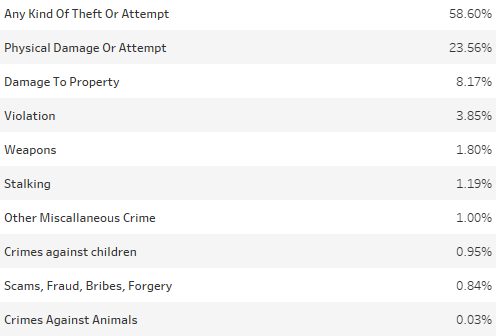 Any Kind Of Theft Or Attempt 58.60%
Physical Damage Or Attempt 23.56%
Damage To Property 8.17%
Violation 3.85%
Weapons 1.80%
Stalking 1.19%
Other Miscallaneous Crime 1.00%
Crimes against children 0.95%
Scams, Fraud, Bribes, Forgery 0.84%
Crimes Against Animals 0.03%